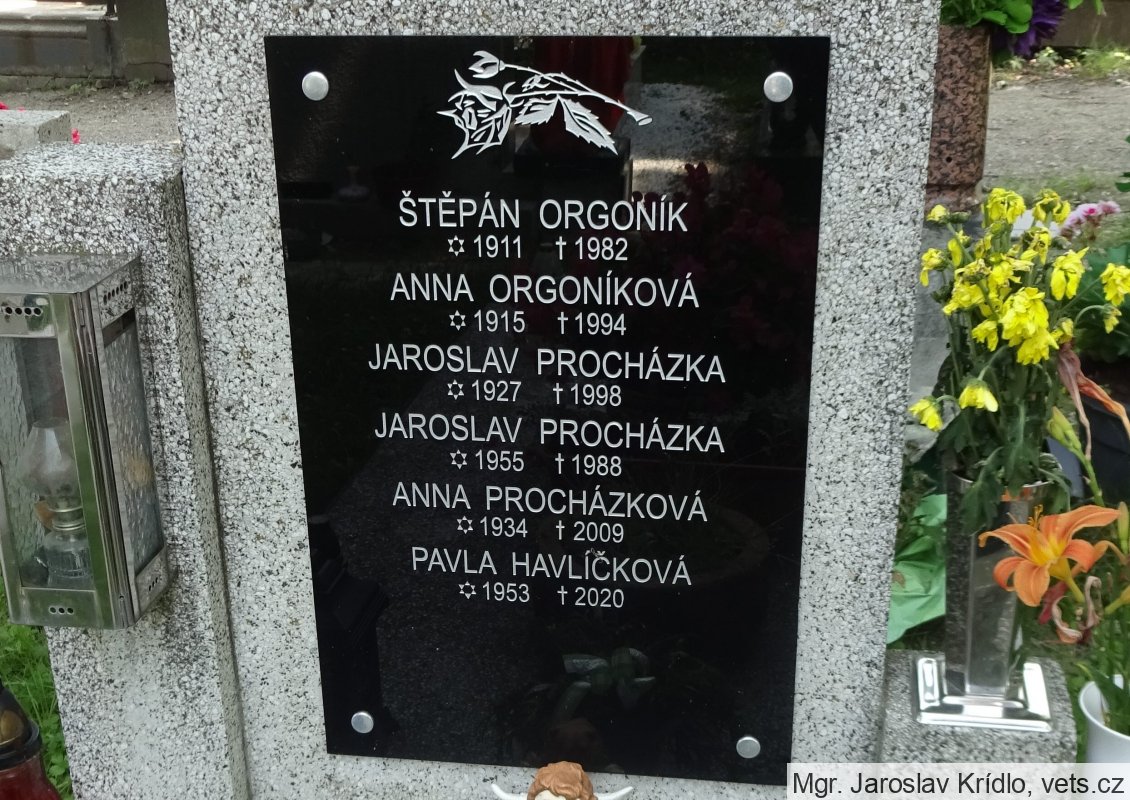 ŠTĚPÁN ORGONÍK
✡ 1911 † 1982
ANNA ORGONÍKOVÁ
✡ 1915 † 1994
JAROSLAV PROCHÁZKA
✡ 1927 † 1998
JAROSLAV PROCHÁZKA
✡ 1955 † 1988
ANNA PROCHÁZKOVÁ
✡ 1934 † 2009
PAVLA HAVLÍČKOVÁ
✡ 1953 † 2020
Mgr. Jaroslav Krídlo, vets.cz